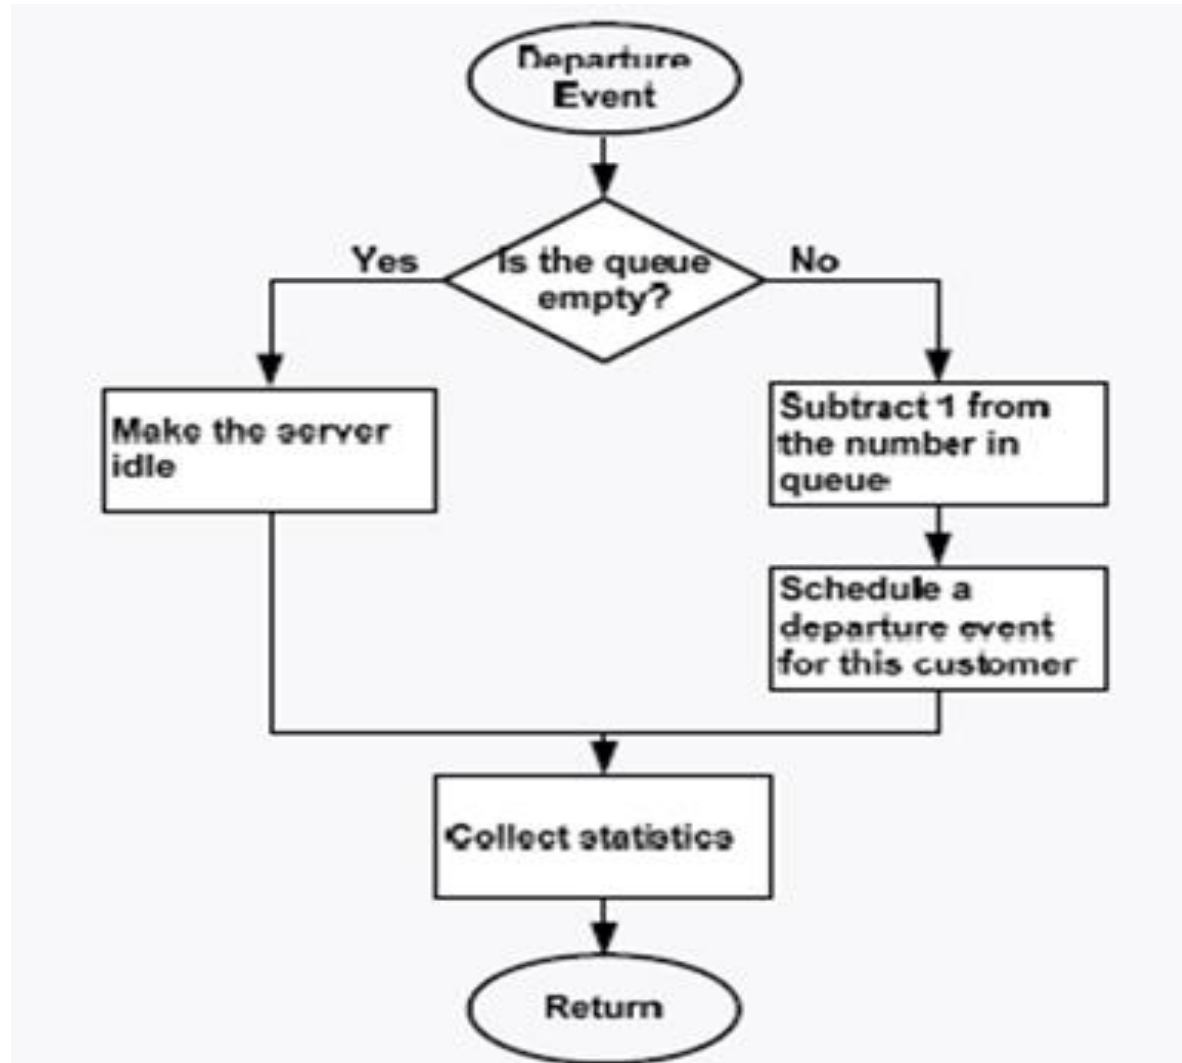 Departure
Event
Yes
Is the queue
empty?
No
Make the server
idle
Subtract 1 from
the number in
queue
Schedule a
departure event
for this customer
Collect statistics
Return